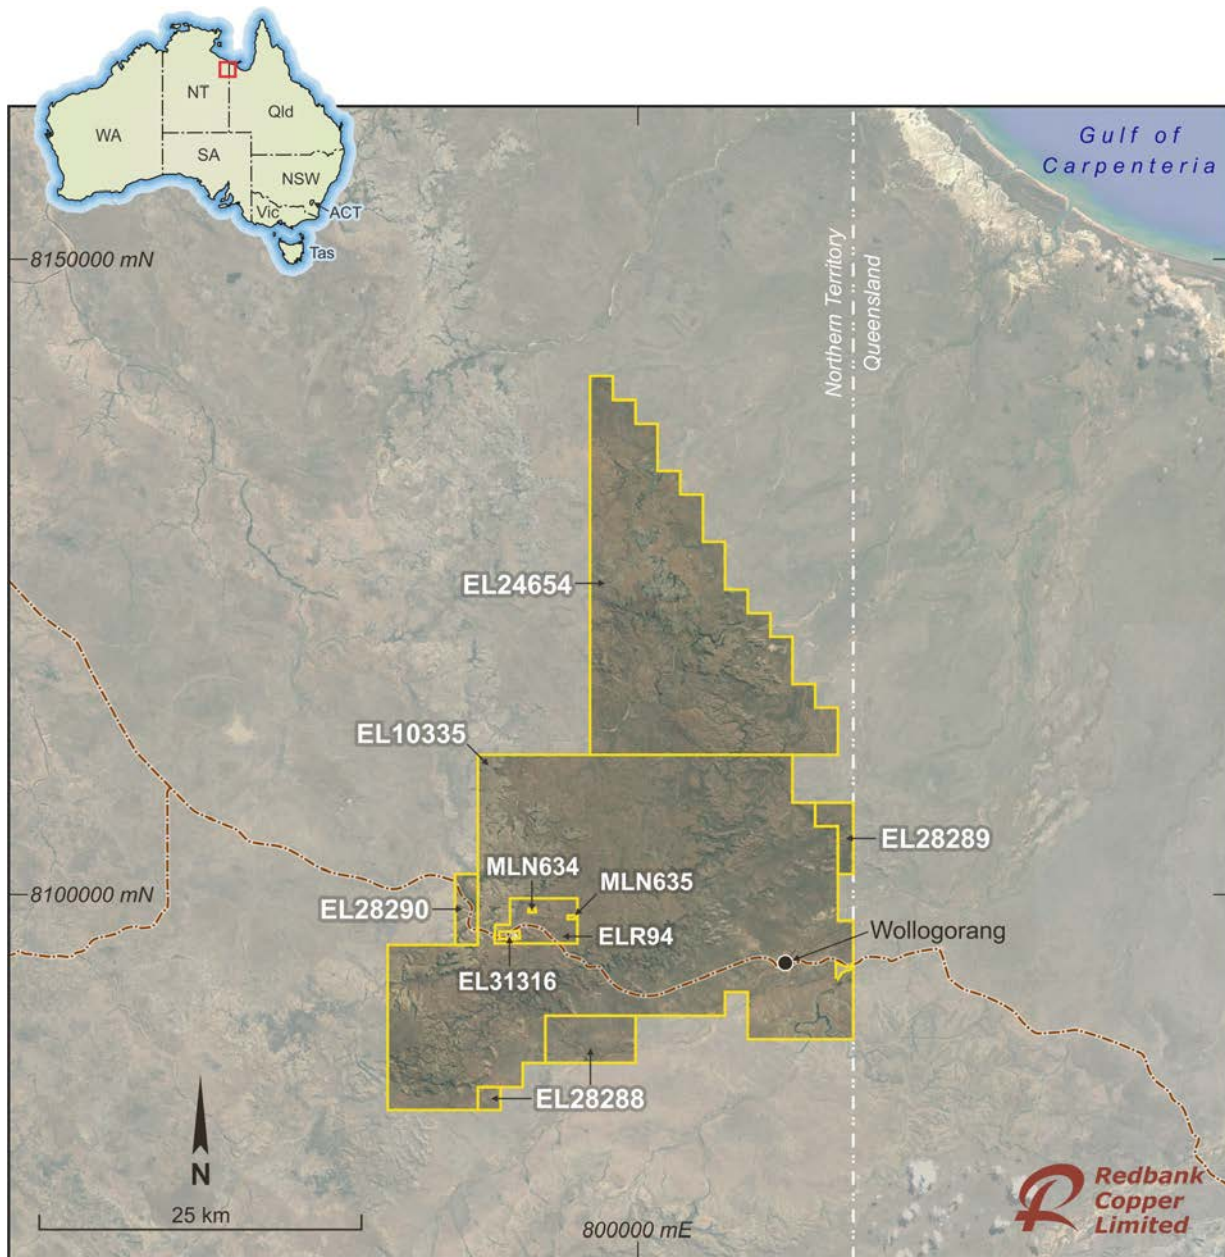 NT
Qld
WA
SA
NSW
Vic
ACT
Tas
Gulf of
Carpenteria
8150000 mN
Northern Territory
Queensland
EL24654
EL10335
EL28289
MLN634
MLN635
8100000 mN
EL28290
ELR94
Wollogorang
EL31316
EL28288
N
25 km
800000 mE
Redbank
Copper
Limited